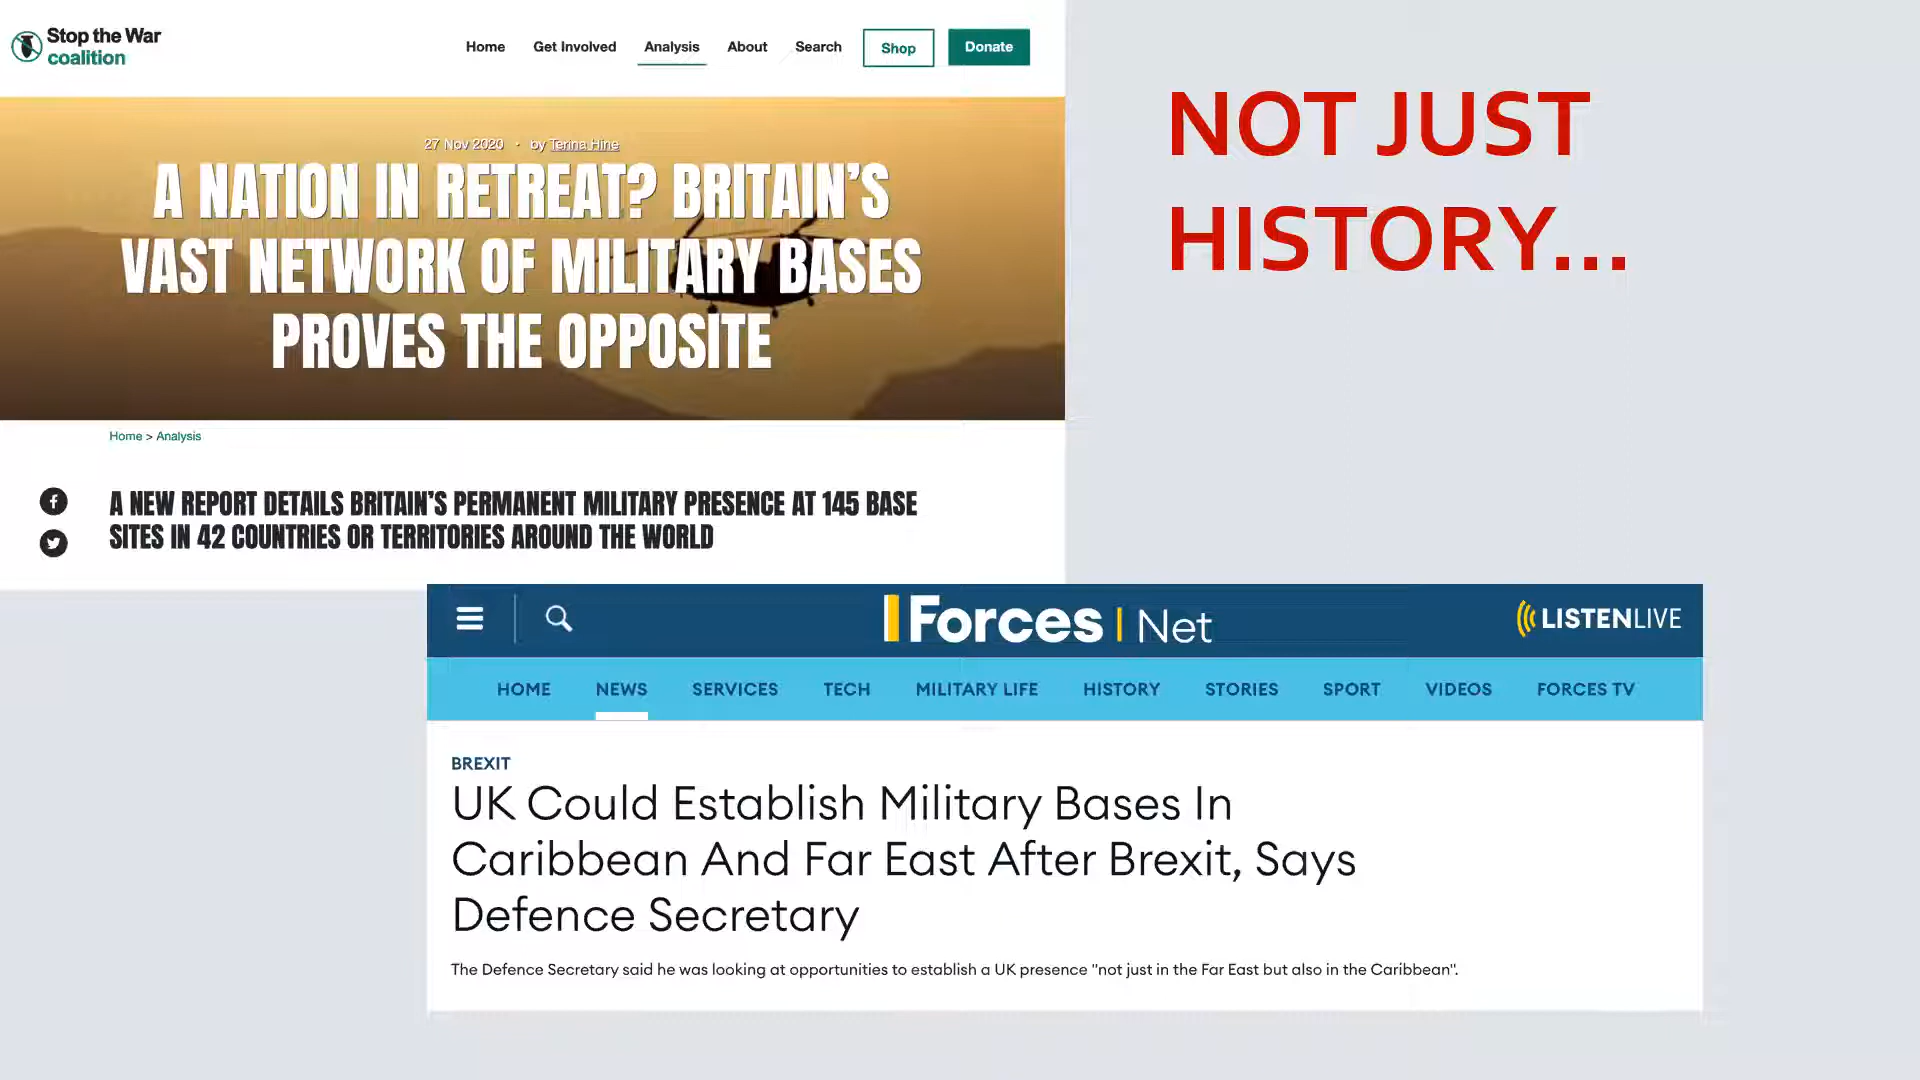 Stop the War
coalition
Home Get Involved Analysis About Search Shop Donate
27 Nov 2020 · by Terina Hine
A NATION IN RETREAT? BRITAIN'S
VAST NETWORK OF MILITARY BASES
PROVES THE OPPOSITE
Home > Analysis
A NEW REPORT DETAILS BRITAIN'S PERMANENT MILITARY PRESENCE AT 145 BASE
SITES IN 42 COUNTRIES OR TERRITORIES AROUND THE WORLD
NOT JUST
HISTORY...
Forces Net
LISTENLIVE
HOME NEWS SERVICES TECH MILITARY LIFE HISTORY STORIES SPORT VIDEOS FORCES TV
BREXIT
UK Could Establish Military Bases In
Caribbean And Far East After Brexit, Says
Defence Secretary
The Defence Secretary said he was looking at opportunities to establish a UK presence "not just in the Far East but also in the Caribbean".